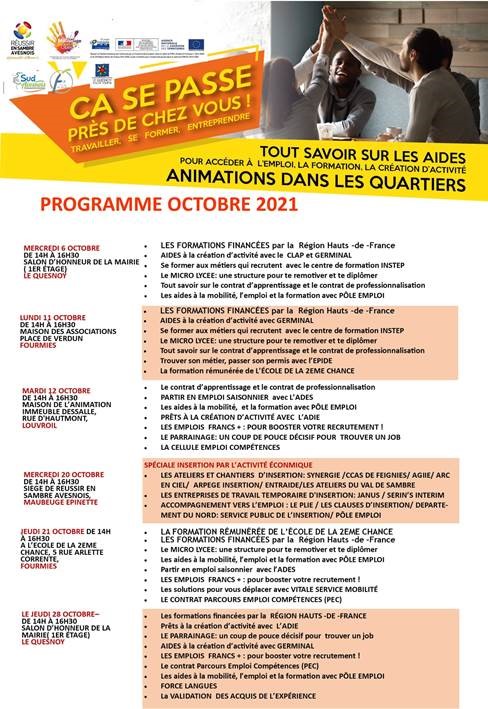 RÉUSSIR
EN SAMBRE
AVESNOIS
Sud
Avesnois
ÇA SE PASSE
PRÈS DE CHEZ VOUS !
TRAVAILLER, SE FORMER, ENTREPRENDRE
TOUT SAVOIR SUR LES AIDES
POUR ACCÉDER À L'EMPLOI, LA FORMATION, LA CRÉATION D'ACTIVITÉ
ANIMATIONS DANS LES QUARTIERS
PROGRAMME OCTOBRE 2021
MERCREDI 6 OCTOBRE
DE 14H À 16H30
SALON D'HONNEUR DE LA MAIRIE
( 1ER ÉTAGE)
LE QUESNOY
• LES FORMATIONS FINANCÉES par la Région Hauts -de -France
• AIDES à la création d'activité avec le CLAP et GERMINAL
• Se former aux métiers qui recrutent avec le centre de formation INSTEP
• Le MICRO LYCEE: une structure pour te remotiver et te diplômer
• Tout savoir sur le contrat d'apprentissage et le contrat de professionnalisation
• Les aides à la mobilité, l'emploi et la formation avec PÔLE EMPLOI
LUNDI 11 OCTOBRE
DE 14H À 16H30
MAISON DES ASSOCIATIONS
PLACE DE VERDUN
FOURMIES
• LES FORMATIONS FINANCÉES par la Région Hauts -de -France
• AIDES à la création d'activité avec GERMINAL
• Se former aux métiers qui recrutent avec le centre de formation INSTEP
• Le MICRO LYCEE: une structure pour te remotiver et te diplômer
• Tout savoir sur le contrat d'apprentissage et le contrat de professionnalisation
• Trouver son métier, passer son permis avec l'EPIDE
• La formation rémunérée de L'ÉCOLE DE LA 2EME CHANCE
MARDI 12 OCTOBRE
DE 14H À 16H30
MAISON DE L'ANIMATION
IMMEUBLE DESSALLE,
RUE D'HAUTMONT,
LOUVROIL
• Le contrat d'apprentissage et le contrat de professionnalisation
• PARTIR EN EMPLOI SAISONNIER avec L'ADES
• Les aides à la mobilité, et la formation avec PÔLE EMPLOI
• PRÊTS À LA CRÉATION D'ACTIVITÉ AVEC L'ADIE
• LES EMPLOIS FRANCS + : POUR BOOSTER VOTRE RECRUTEMENT !
• LE PARRAINAGE: UN COUP DE POUCE DÉCISIF POUR TROUVER UN JOB
• LA CELLULE EMPLOI COMPÉTENCES
MERCREDI 20 OCTOBRE
DE 14H À 16H30
SIEGE DE RÉUSSIR EN
SAMBRE AVESNOIS,
MAUBEUGE EPINETTE
SPÉCIALE INSERTION PAR L'ACTIVITÉ ÉCONMIQUE
• LES ATELIERS ET CHANTIERS D'INSERTION: SYNERGIE /CCAS DE FEIGNIES/ AGIIE/ ARC
EN CIEL/ ARPEGE INSERTION/ ENTRAIDE/LES ATELIERS DU VAL DE SAMBRE
• LES ENTREPRISES DE TRAVAIL TEMPORAIRE D'INSERTION: JANUS / SERIN'S INTERIM
• ACCOMPAGNEMENT VERS L'EMPLOI : LE PLIE / LES CLAUSES D'INSERTION/ DEPARTE-
MENT DU NORD: SERVICE PUBLIC DE L'INSERTION/ PÔLE EMPLOI
JEUDI 21 OCTOBRE DE 14H
À 16H30
A L'ECOLE DE LA 2EME
CHANCE, 5 RUE ARLETTE
CORRENTE,
FOURMIES
• LA FORMATION RÉMUNÉRÉE DE L'ÉCOLE DE LA 2EME CHANCE
• LES FORMATIONS FINANCÉES par la Région Hauts -de -France
• Le MICRO LYCEE: une structure pour te remotiver et te diplômer
• Les aides à la mobilité, l'emploi et la formation avec PÔLE EMPLOI
• Partir en emploi saisonnier avec l'ADES
• LES EMPLOIS FRANCS + : pour booster votre recrutement !
• Les solutions pour vous déplacer avec VITALE SERVICE MOBILITÉ
• LE CONTRAT PARCOURS EMPLOI COMPÉTENCES (PEC)
LE JEUDI 28 OCTOBRE–
DE 14H À 16H30
SALON D'HONNEUR DE LA
MAIRIE( 1ER ÉTAGE)
LE QUESNOY
• Les formations financées par la RÉGION HAUTS -DE -FRANCE
• Prêts à la création d'activité avec L'ADIE
• LE PARRAINAGE: un coup de pouce décisif pour trouver un job
• AIDES à la création d'activité avec GERMINAL
• LES EMPLOIS FRANCS + : pour booster votre recrutement !
• Le contrat Parcours Emploi Compétences (PEC)
• Les aides à la mobilité, l'emploi et la formation avec PÔLE EMPLOI
• FORCE LANGUES
• La VALIDATION DES ACQUIS DE L'EXPÉRIENCE